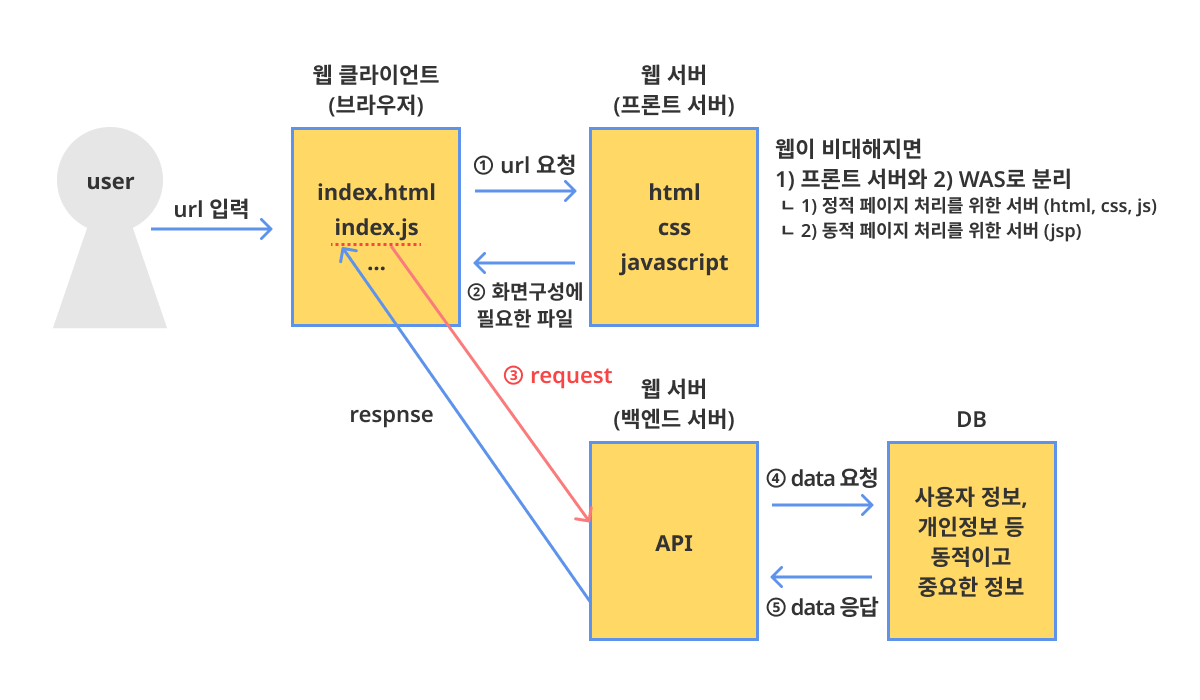 웹 클라이언트
(브라우저)
웹 서버
(프론트 서버)
user
url 입력
index.html
index.js
...
① url 요청
② 화면구성에
필요한 파일
html
css
javascript
웹이 비대해지면
1) 프론트 서버와 2) WAS로 분리
ㄴ 1) 정적 페이지 처리를 위한 서버 (html, css, js)
ㄴ 2) 동적 페이지 처리를 위한 서버 (jsp)
③ request
respnse
웹 서버
(백엔드 서버)
API
④ data 요청
⑤ data 응답
DB
사용자 정보,
개인정보 등
동적이고
중요한 정보